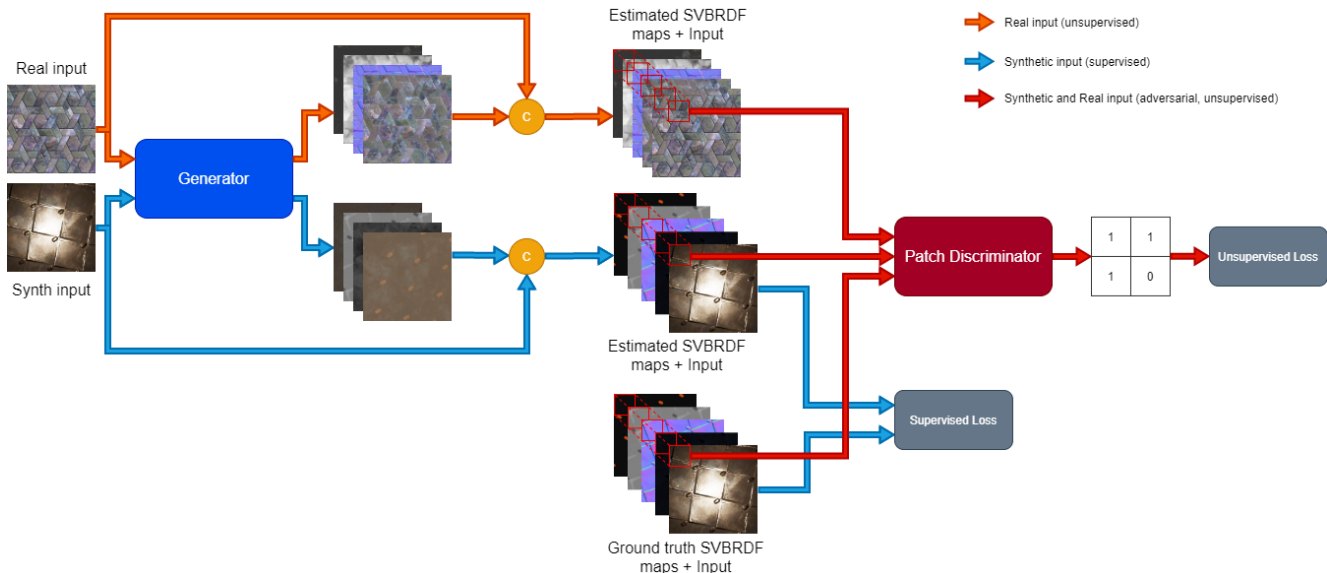 Estimated SVBRDF
maps + Input
Real input (unsupervised)
Synthetic input (supervised)
Synthetic and Real input (adversarial, unsupervised)
Real input
C
Generator
Synth input
C
Estimated SVBRDF
maps + Input
Patch Discriminator
1 1
1 0
Unsupervised Loss
Supervised Loss
Ground truth SVBRDF
maps + Input